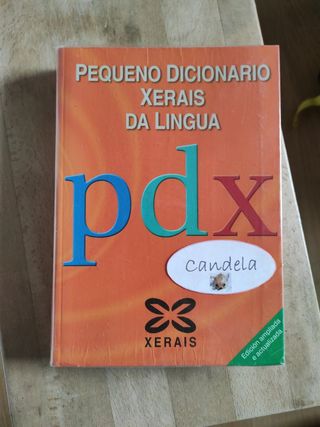 PEQUENO DICIONARIO
XERAIS
DA LINGUA
pdx
Candela
XERAIS
Edición ampliada
e actualizada